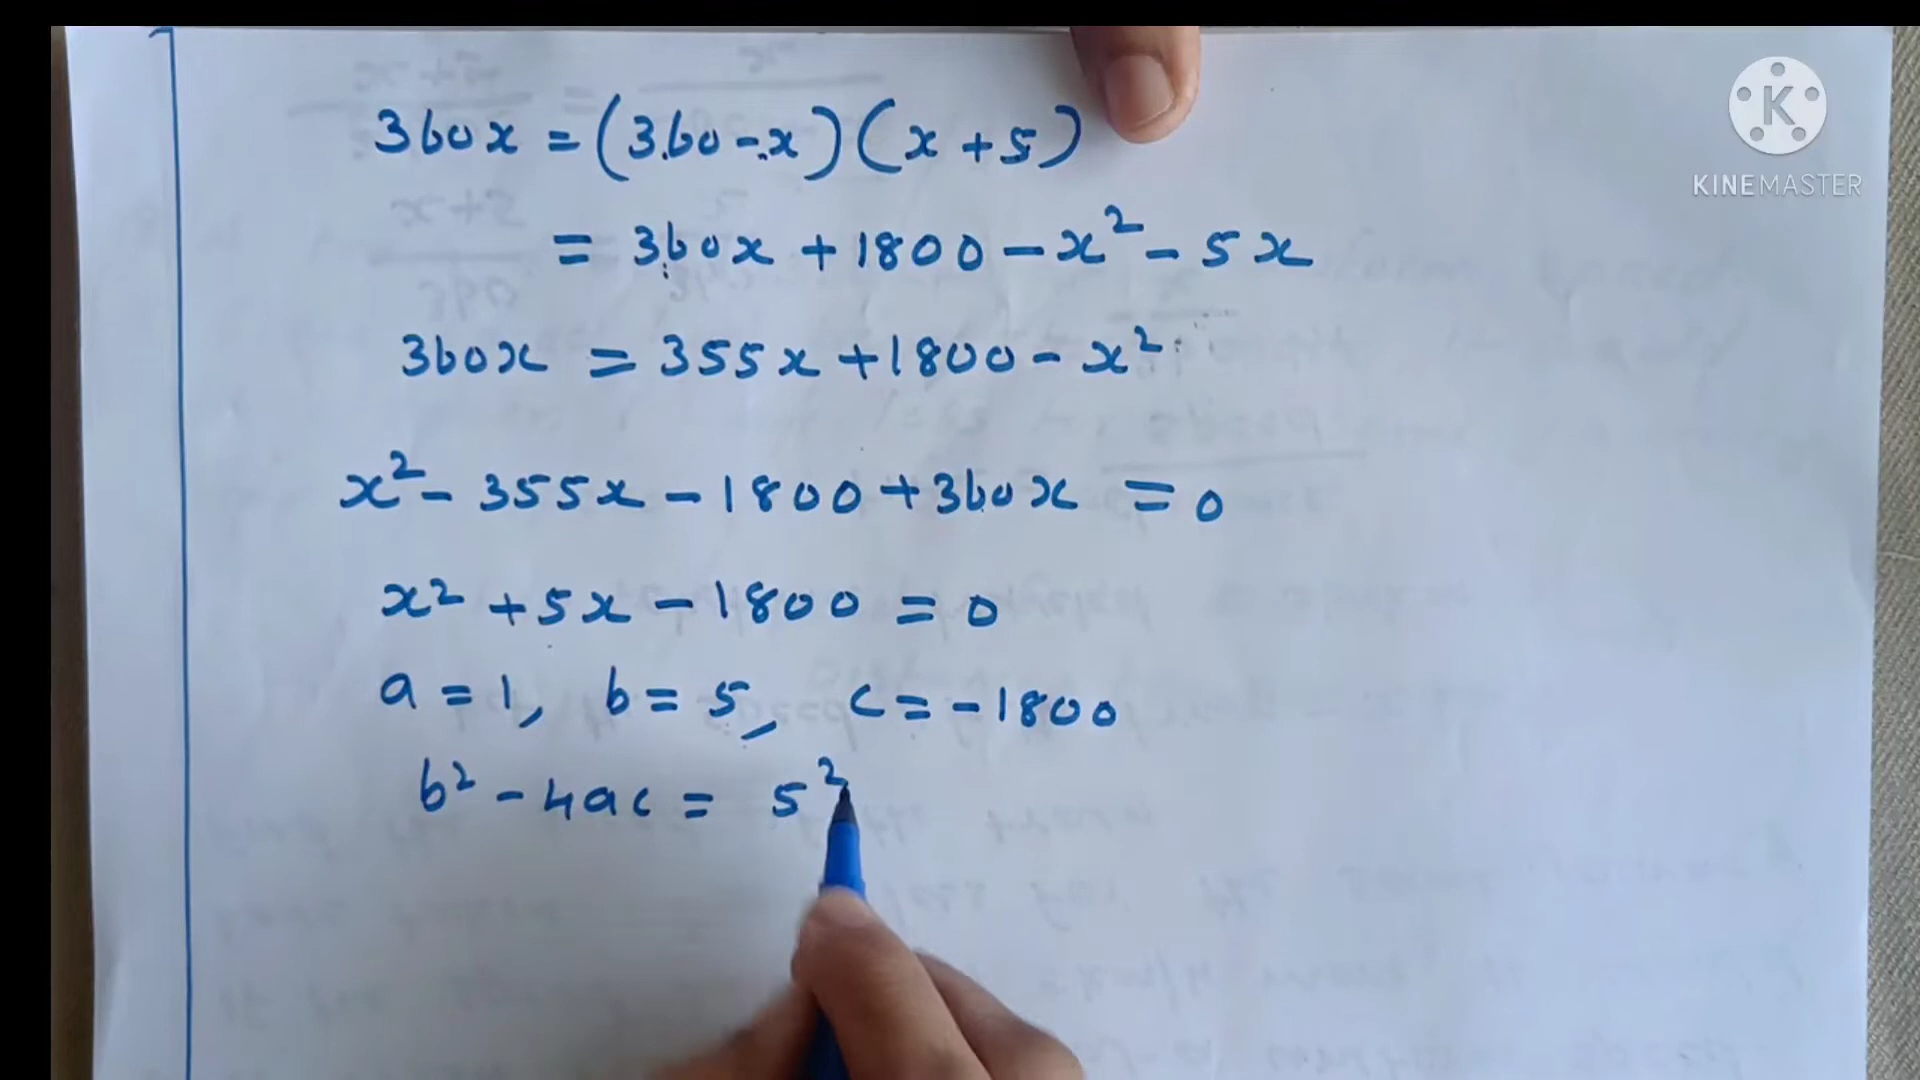 360x = (360-x)(x+5)
= 360x + 1800 - x² - 5x
360x = 355x + 1800 - x²
x² - 355x - 1800 + 360x = 0
x² + 5x - 1800 = 0
a = 1, b = 5, c = -1800
b² - 4ac = 5²
K
KINEMASTER